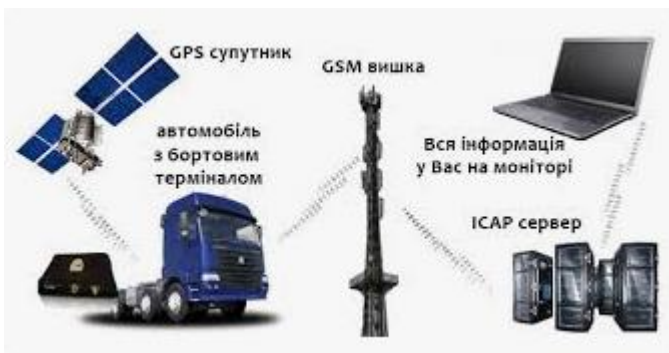 GPS супутник
GSM вишка
автомобіль
з бортовим
терміналом
Вся інформація
у Вас на моніторі
ICAP сервер